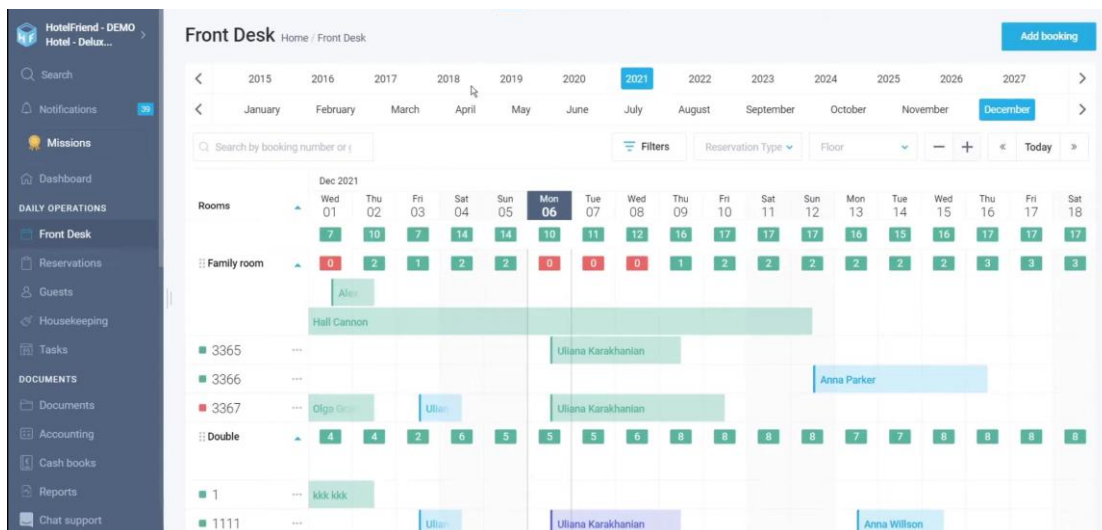 HotelFriend - DEMO
Hotel - Delux...
Front Desk Home / Front Desk
Add booking
Search
2015 2016 2017 2018 2019 2020 2021 2022 2023 2024 2025 2026 2027
Notifications 39
January February March April May June July August September October November December
Missions
Search by booking number or
Filters
Reservation Type
Floor
Today
Dashboard
Dec 2021
DAILY OPERATIONS
Rooms
Wed Thu Fri Sat Sun Mon Tue Wed Thu Fri Sat Sun Mon Tue Wed Thu Fri Sat
01 02 03 04 05 06 07 08 09 10 11 12 13 14 15 16 17 18
Front Desk
7 10 7 14 14 10 11 12 16 17 17 17 16 15 16 17 17 17
Reservations
Family room 0 2 1 2 2 0 0 0 1 2 2 2 2 2 2 3 3 3
Guests
Housekeeping
Hall Cannon
Tasks
3365 Uliana Karakhanian
DOCUMENTS
3366 Anna Parker
Documents
3367 Olga Uliana Karakhanian
Accounting
Double 4 4 2 6 5 5 5 6 8 8 8 8 7 7 8 8 8 8
Cash books
Reports
1 kkk kkk
Chat support
1111 Uliana Karakhanian Anna Willson